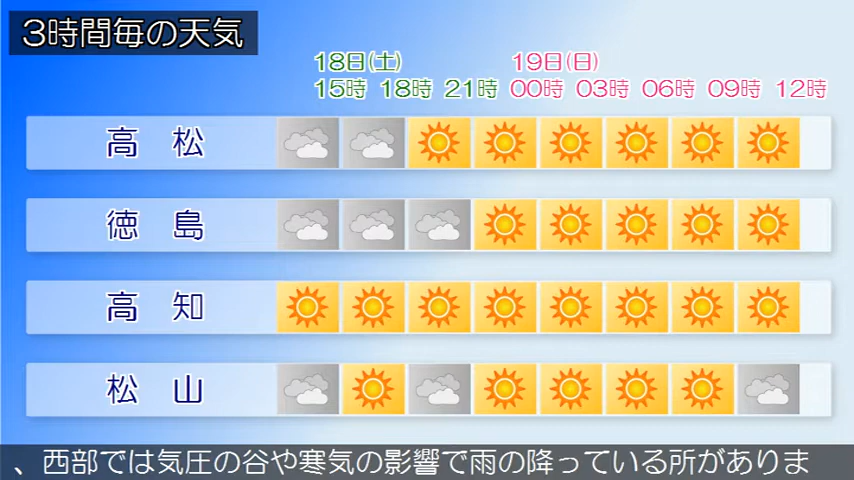 3時間毎の天気
18日(土) 19日(日)
15時 18時 21時 00時 03時 06時 09時 12時
高松
徳島
高知
松山
、西部では気圧の谷や寒気の影響で雨の降っている所がありま